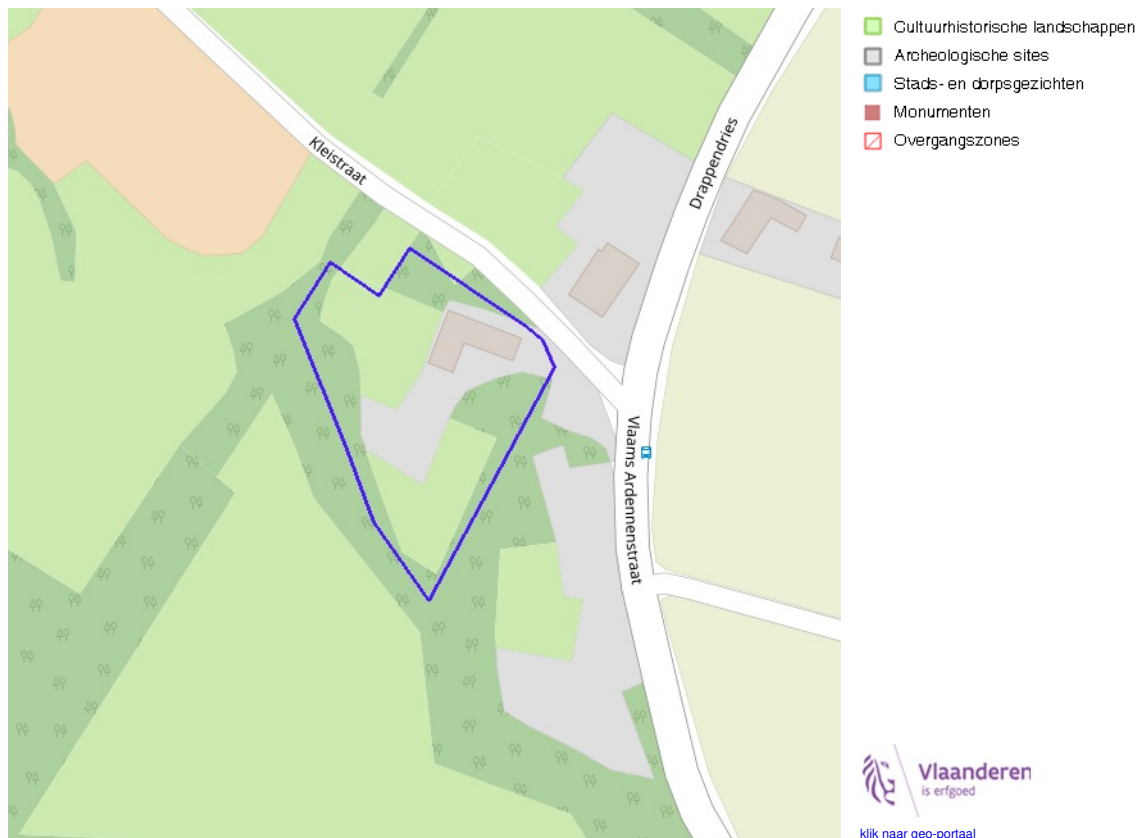 Kleistraat
Drappendries
Vlaams Ardennenstraat
Cultuurhistorische landschappen
Archeologische sites
Stads- en dorpsgezichten
Monumenten
Overgangszones
Vlaanderen
is erfgoed
klik naar geo-portaal